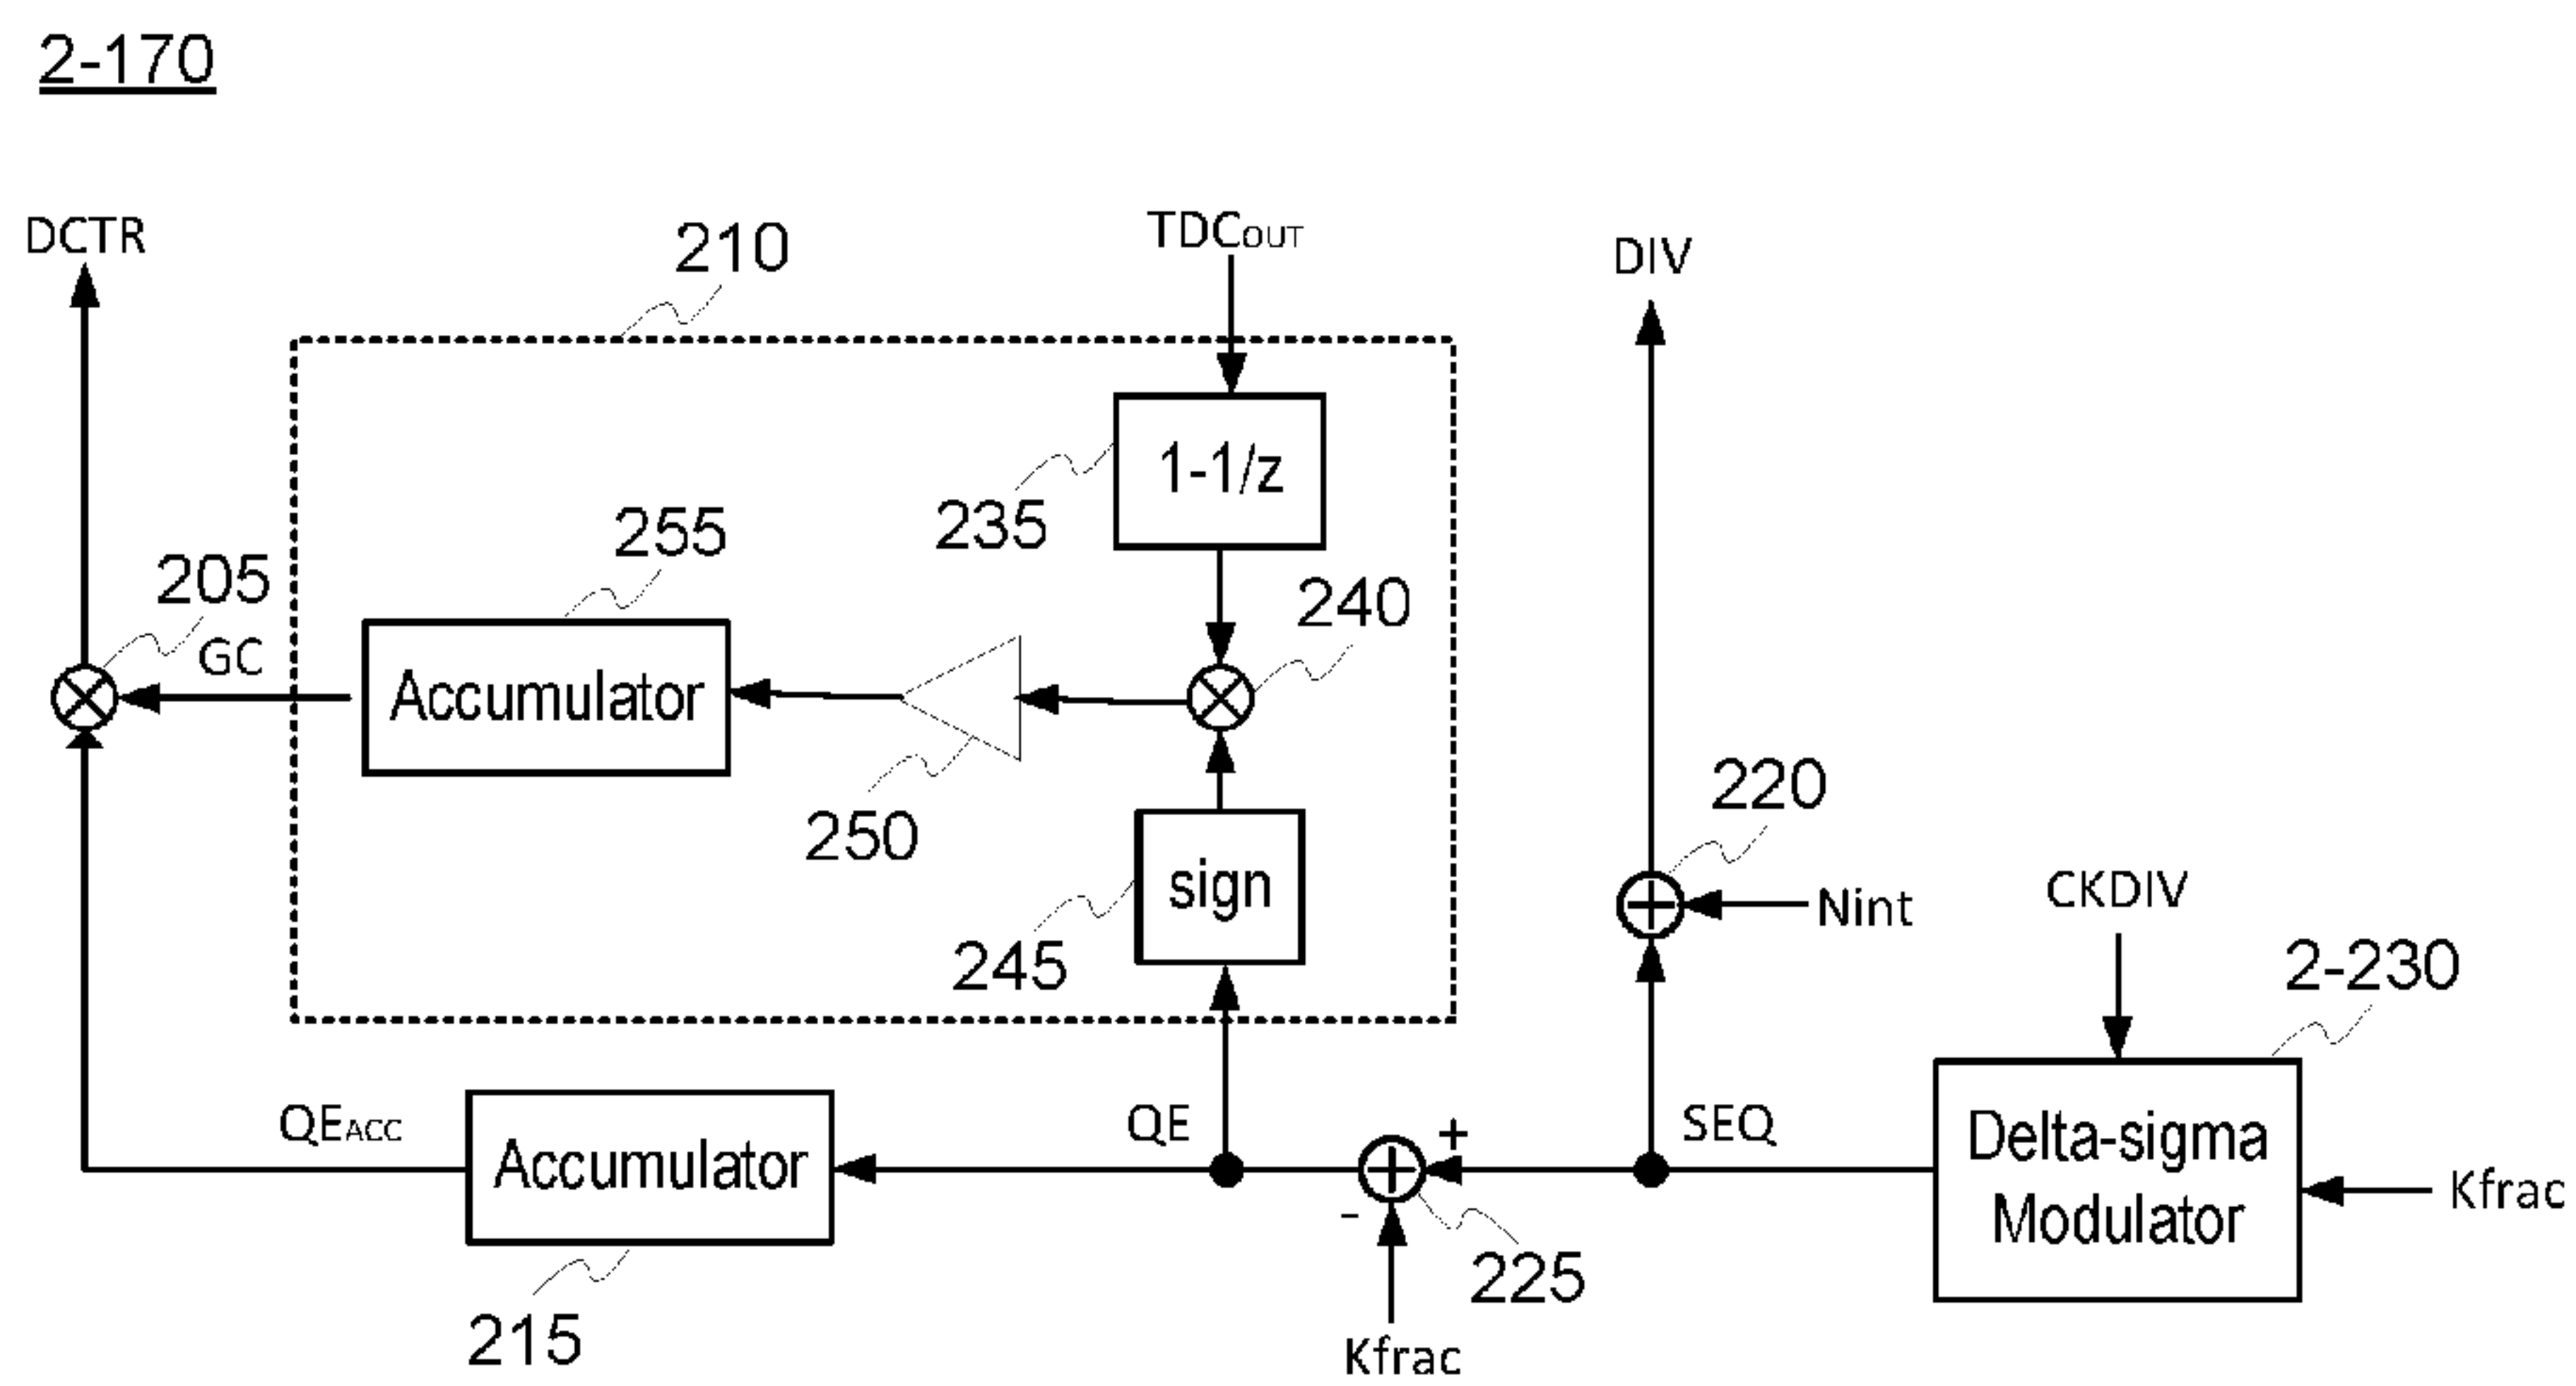 2-170
DCTR
210
TDCOUT
DIV
1-1/z
235
255
205
GC
240
Accumulator
250
220
sign
245
Nint
CKDIV
2-230
QEACC
Accumulator
QE
+
SEQ
Delta-sigma
Modulator
Kfrac
-
215
225
Kfrac